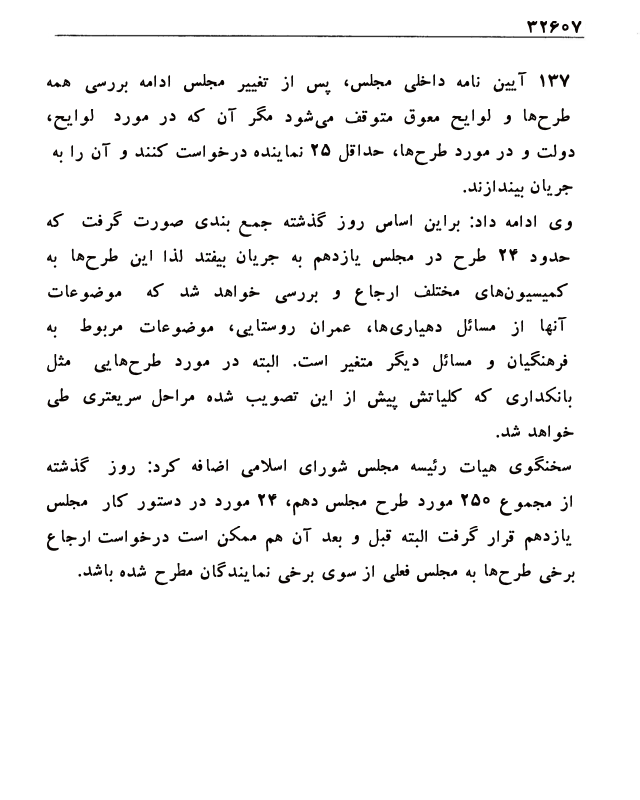 ۳۲۶۰۷
۱۳۷ آیین نامه داخلی مجلس، پس از تغییر مجلس ادامه بررسی همه
طرح‌ها و لوایح معوق متوقف می‌شود مگر آن که در مورد لوایح،
دولت و در مورد طرح‌ها، حداقل ۲۵ نماینده درخواست کنند و آن را به
جریان بیندازند.
وی ادامه داد: براین اساس روز گذشته جمع بندی صورت گرفت که
حدود ۲۴ طرح در مجلس یازدهم به جریان بیفتد لذا این طرح‌ها به
کمیسیون‌های مختلف ارجاع و بررسی خواهد شد که موضوعات
آنها از مسائل دهیاری‌ها، عمران روستایی، موضوعات مربوط به
فرهنگیان و مسائل دیگر متغیر است. البته در مورد طرح‌هایی مثل
بانکداری که کلیاتش پیش از این تصویب شده مراحل سریعتری طی
خواهد شد.
سخنگوی هیات رئیسه مجلس شورای اسلامی اضافه کرد: روز گذشته
از مجموع ۲۵۰ مورد طرح مجلس دهم، ۲۴ مورد در دستور کار مجلس
یازدهم قرار گرفت البته قبل و بعد آن هم ممکن است درخواست ارجاع
برخی طرح‌ها به مجلس فعلی از سوی برخی نمایندگان مطرح شده باشد.